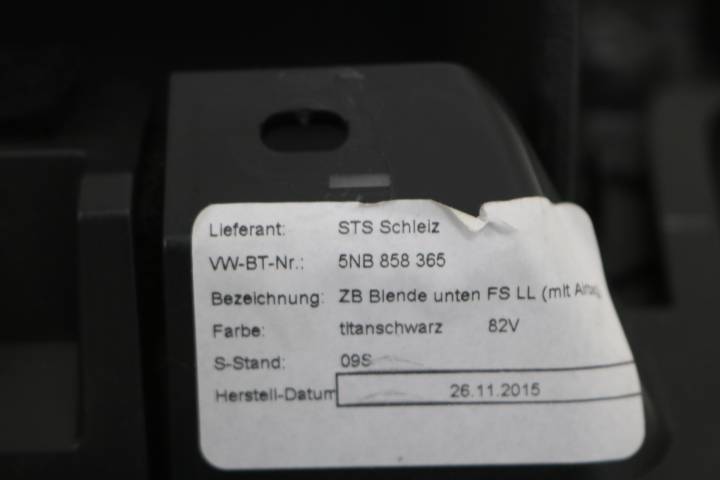 Lieferant: STS Schleiz
VW-BT-Nr.: 5NB 858 365
Bezeichnung: ZB Blende unten FS LL (mit
Farbe: titanschwarz 82V
S-Stand: 09S
Herstell-Datum 26.11.2015